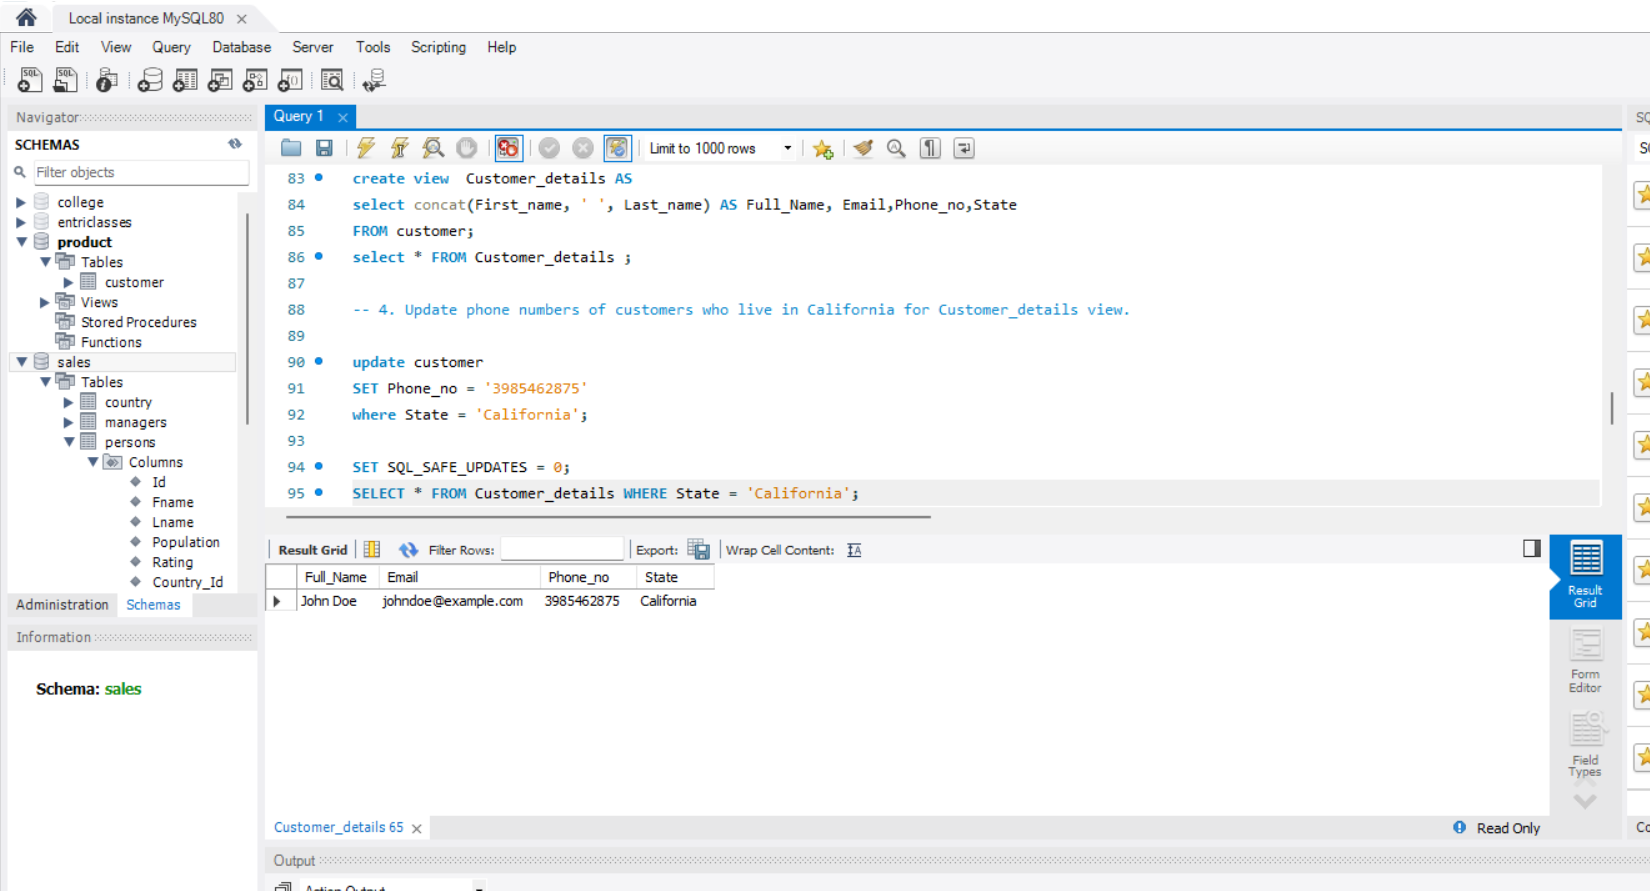 Local instance MySQL80
File Edit View Query Database Server Tools Scripting Help
Navigator
SCHEMAS
Filter objects
college
entriclasses
product
Tables
customer
Views
Stored Procedures
Functions
sales
Tables
country
managers
persons
Columns
Id
Fname
Lname
Population
Rating
Country_Id
Administration Schemas
Information
Schema: sales
Query 1
Limit to 1000 rows
83 create view Customer_details AS
84 select concat(First_name, ' ', Last_name) AS Full_Name, Email,Phone_no,State
85 FROM customer;
86 select * FROM Customer_details ;
87
88 -- 4. Update phone numbers of customers who live in California for Customer_details view.
89
90 update customer
91 SET Phone_no = '3985462875'
92 where State = 'California';
93
94 SET SQL_SAFE_UPDATES = 0;
95 SELECT * FROM Customer_details WHERE State = 'California';
Result Grid Filter Rows: Export: Wrap Cell Content:
Full_Name Email Phone_no State
John Doe johndoe@example.com 3985462875 California
Result
Grid
Form
Editor
Field
Types
Customer_details 65
Read Only
Output
Action Output